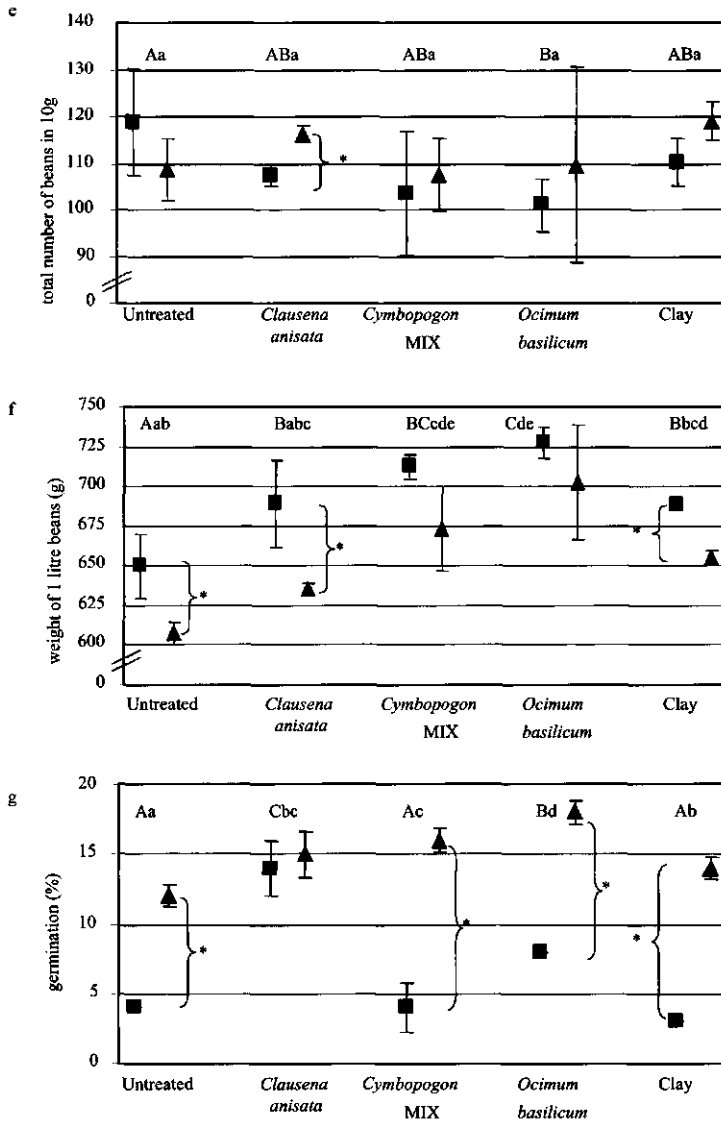 e
total number of beans in 10g
140
130
120
110
100
90
0
Aa ABa ABa Ba ABa
*
Untreated Clausena Cymbopogon Ocimum Clay
anisata MIX basilicum
f
weight of 1 litre beans (g)
750
725
700
675
650
625
600
0
Aab Babc BCcde Cde Bbcd
* * *
Untreated Clausena Cymbopogon Ocimum Clay
anisata MIX basilicum
g
germination (%)
20
15
10
5
0
Aa Cbc Ac Bd Ab
* * * *
Untreated Clausena Cymbopogon Ocimum Clay
anisata MIX basilicum